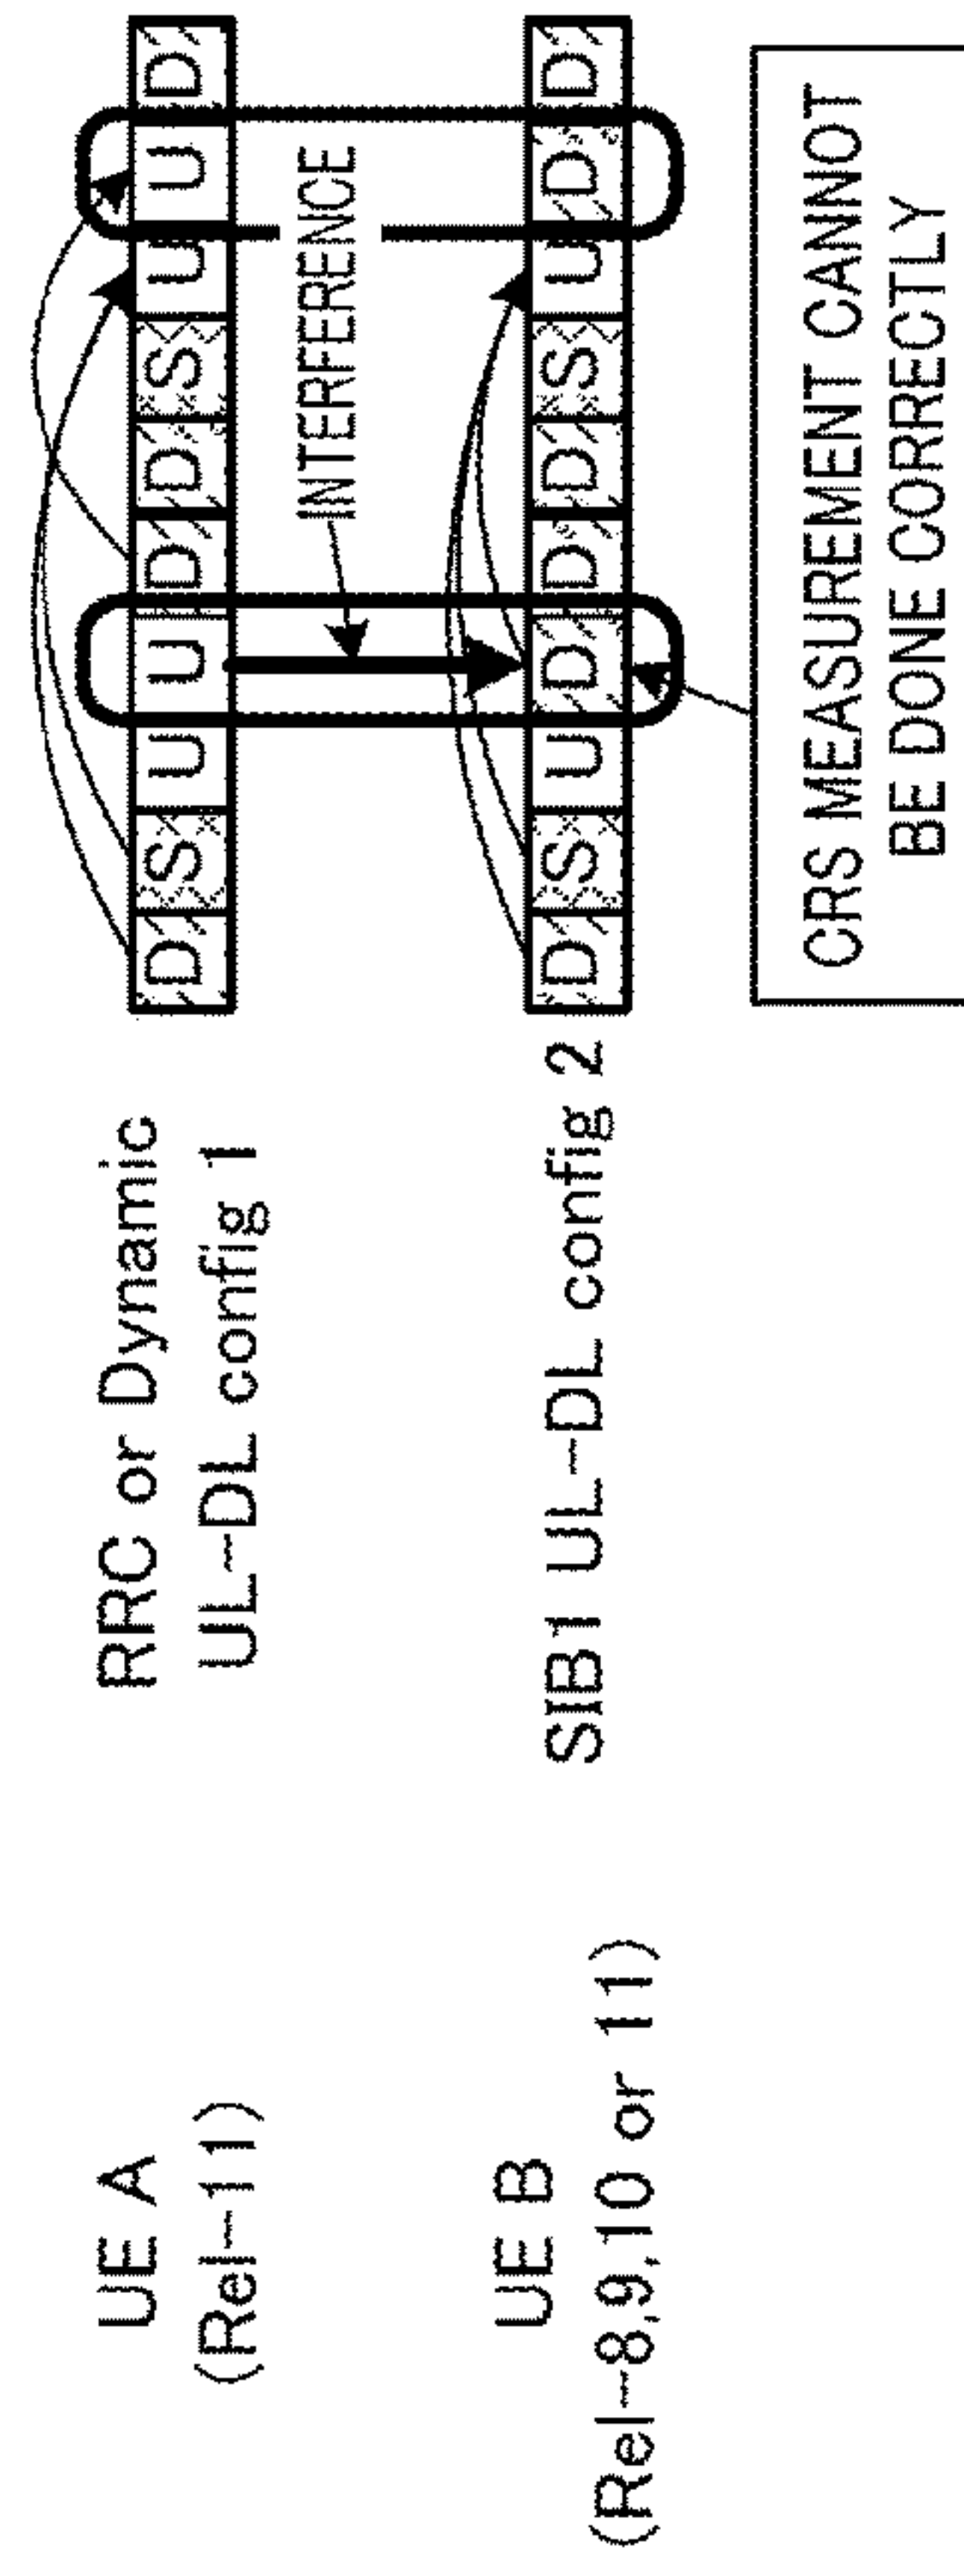 UE A
(Rel-11)
RRC or Dynamic
UL-DL config 1
D S U U D D S U U D
INTERFERENCE
UE B
(Rel-8,9,10 or 11)
SIB1 UL-DL config 2
D S U D D D S U D D
CRS MEASUREMENT CANNOT
BE DONE CORRECTLY